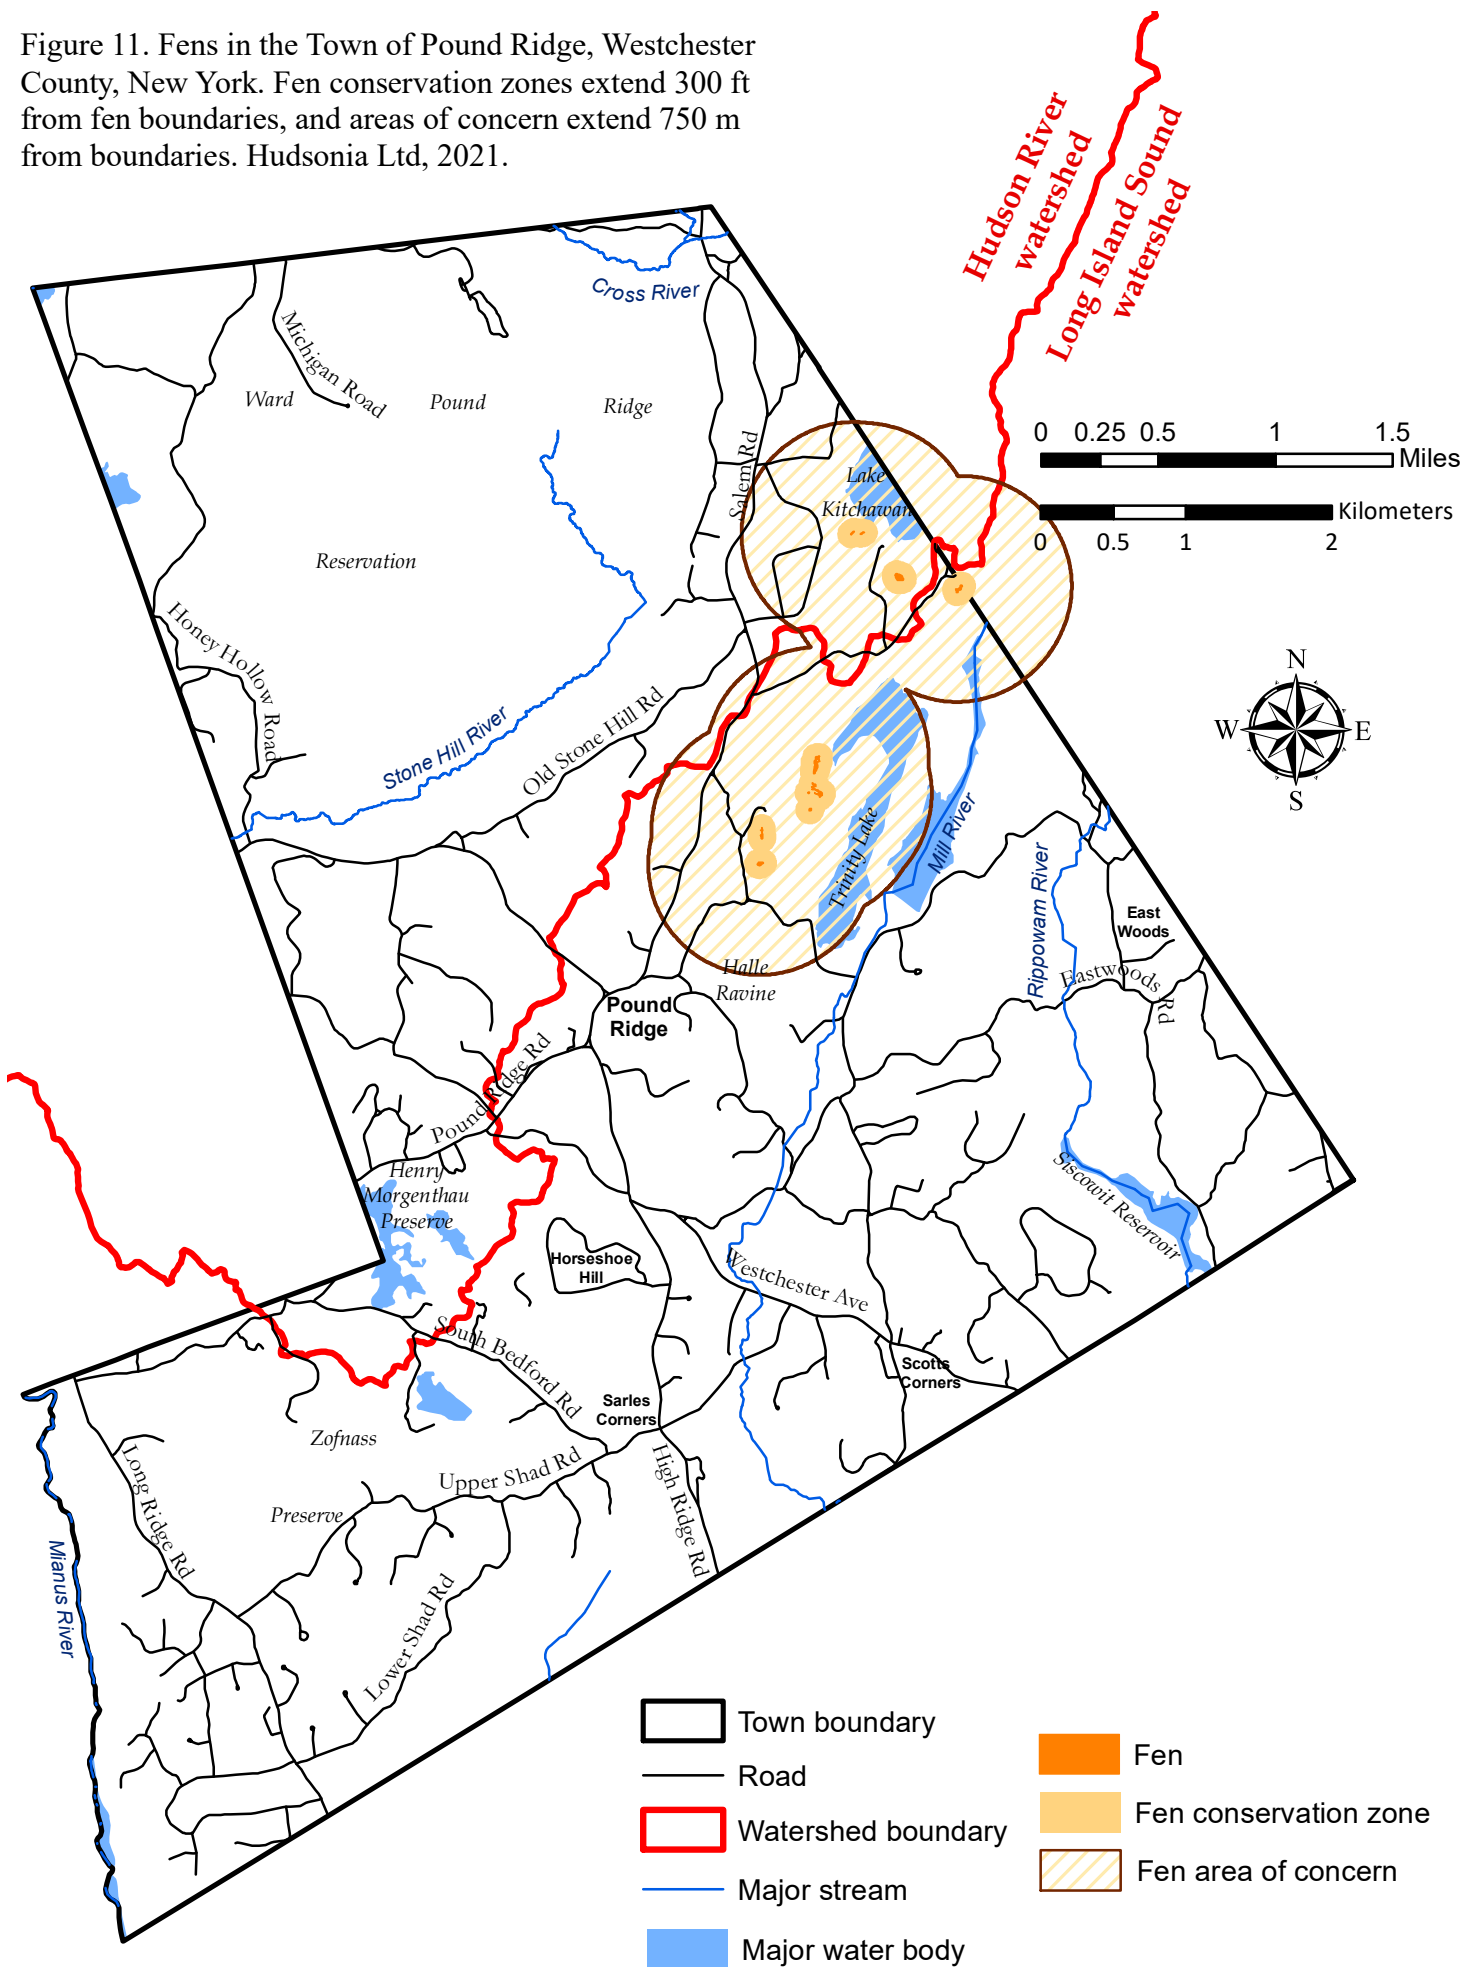 Figure 11. Fens in the Town of Pound Ridge, Westchester
County, New York. Fen conservation zones extend 300 ft
from fen boundaries, and areas of concern extend 750 m
from boundaries. Hudsonia Ltd, 2021.
Hudson River
watershed
Long Island Sound
watershed
Cross River
Michigan Road
Ward
Pound
Ridge
Reservation
Salem Rd
Lake
Kitchawan
0 0.25 0.5 1 1.5
Miles
Kilometers
0 0.5 1 2
N
W
E
S
Honey Hollow Road
Stone Hill River
Old Stone Hill Rd
Trinity Lake
Mill River
Rippowam River
East
Woods
Eastwoods Rd
Halle
Ravine
Pound
Ridge
Pound Ridge Rd
Henry
Morgenthau
Preserve
Horseshoe
Hill
Siscowit Reservoir
Westchester Ave
South Bedford Rd
Scotts
Corners
Sarles
Corners
Zofnass
Preserve
Upper Shad Rd
High Ridge Rd
Long Ridge Rd
Mianus River
Lower Shad Rd
Town boundary
Road
Watershed boundary
Major stream
Major water body
Fen
Fen conservation zone
Fen area of concern